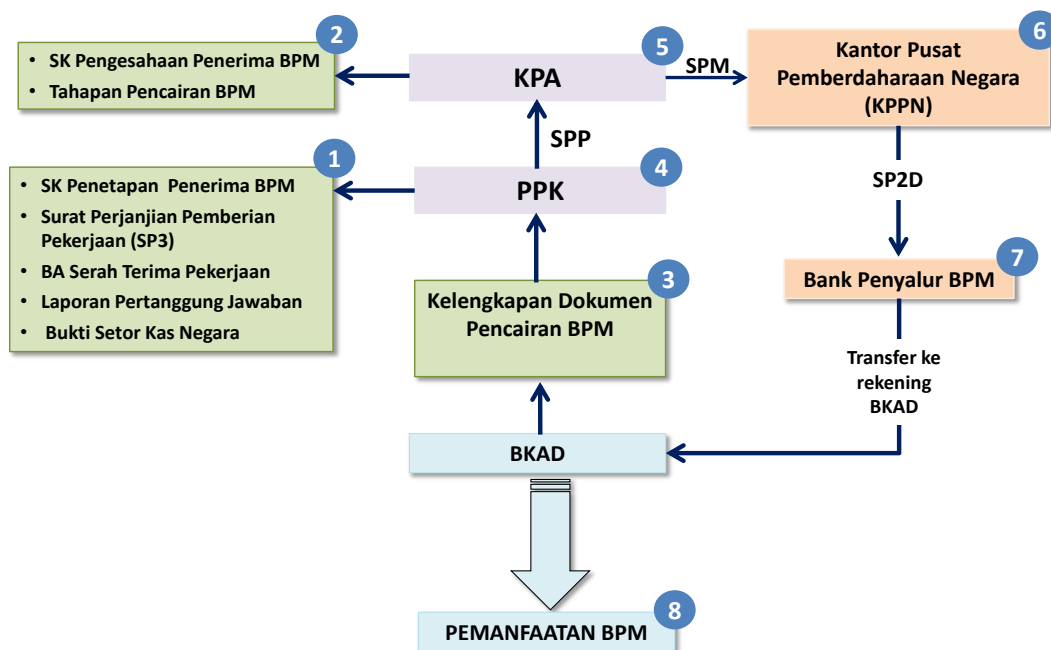 2
• SK Pengesahaan Penerima BPM
• Tahapan Pencairan BPM
5
KPA
SPM
6
Kantor Pusat
Pemberdaharaan Negara
(KPPN)
SPP
SP2D
1
• SK Penetapan Penerima BPM
• Surat Perjanjian Pemberian
Pekerjaan (SP3)
• BA Serah Terima Pekerjaan
• Laporan Pertanggung Jawaban
• Bukti Setor Kas Negara
4
PPK
7
Bank Penyalur BPM
3
Kelengkapan Dokumen
Pencairan BPM
Transfer ke
rekening
BKAD
BKAD
8
PEMANFAATAN BPM